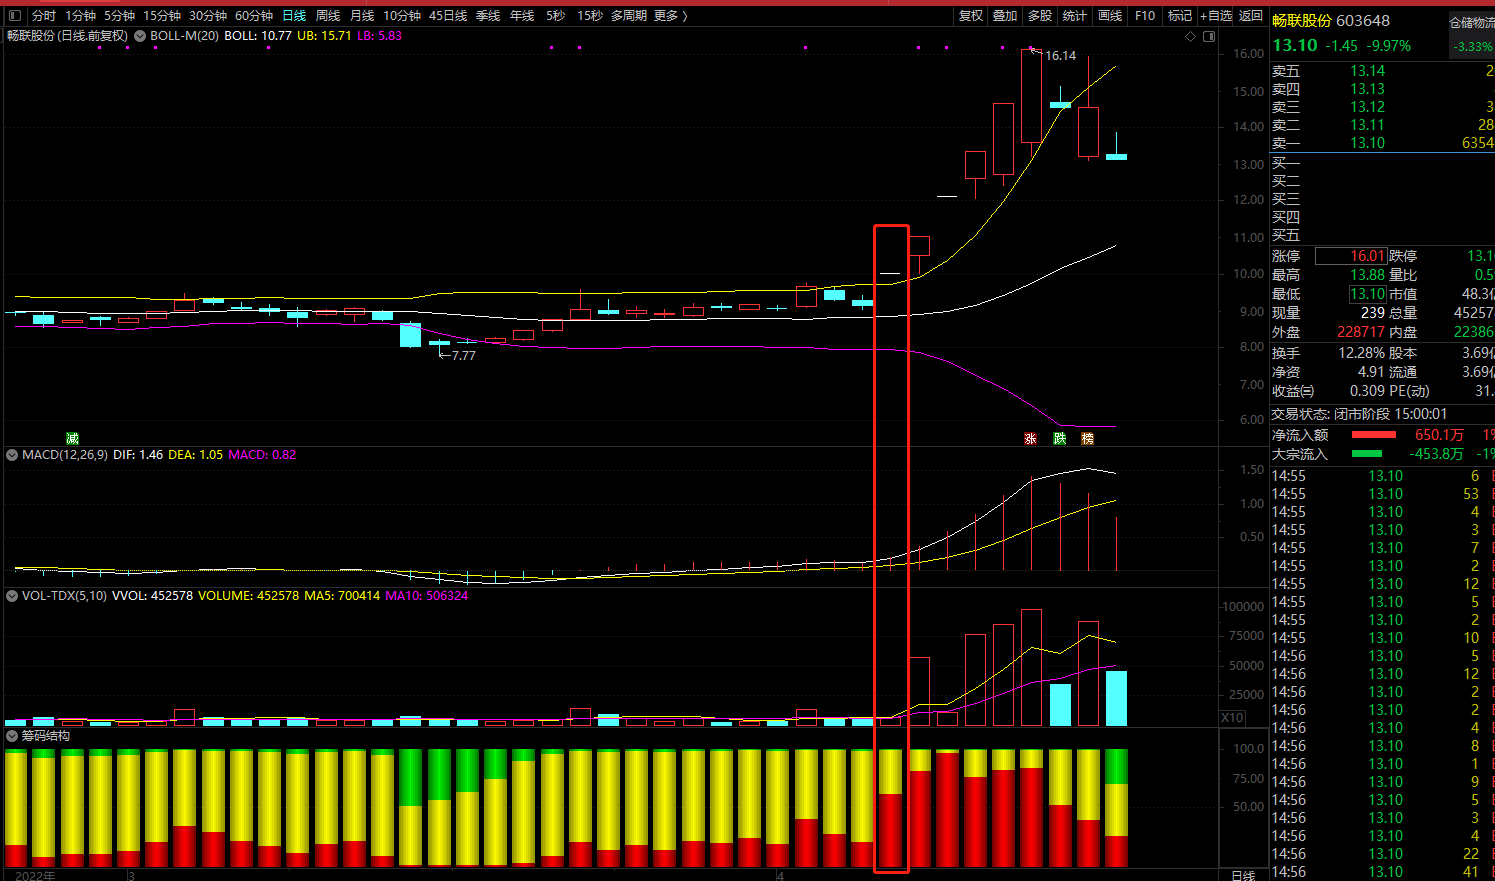 分时 1分钟 5分钟 15分钟 30分钟 60分钟 日线 周线 月线 10分钟 45日线 季线 年线 5秒 15秒 多周期 更多 〉 复权 叠加 多股 统计 画线 F10 标记 +自选 返回
畅联股份 (日线,前复权) BOLL-M(20) BOLL: 10.77 UB: 15.71 LB: 5.83
16.14
7.77
16.00
15.00
14.00
13.00
12.00
11.00
10.00
9.00
8.00
7.00
6.00
减 涨 跌 榜
MACD(12,26,9) DIF: 1.46 DEA: 1.05 MACD: 0.82
1.50
1.00
0.50
VOL-TDX(5,10) VVOL: 452578 VOLUME: 452578 MA5: 700414 MA10: 506324
100000
75000
50000
25000
X10
筹码结构
100.0
75.00
50.00
2022年 3 4 日线
畅联股份 603648 仓储物流
13.10 -1.45 -9.97% -3.33%
卖五 13.14 2
卖四 13.13
卖三 13.12 3
卖二 13.11 28
卖一 13.10 6354
买一
买二
买三
买四
买五
涨停 16.01 跌停 13.1
最高 13.88 量比 0.5
最低 13.10 市值 48.3亿
现量 239 总量 452578
外盘 228717 内盘 22386
换手 12.28% 股本 3.69亿
净资 4.91 流通 3.69亿
收益㈢ 0.309 PE(动) 31.
交易状态: 闭市阶段 15:00:01
净流入额 650.1万 1%
大宗流入 -453.8万 -1%
14:55 13.10 6
14:55 13.10 53
14:55 13.10 4
14:55 13.10 3
14:55 13.10 7
14:55 13.10 2
14:55 13.10 12
14:55 13.10 5
14:55 13.10 2
14:55 13.10 10
14:56 13.10 5
14:56 13.10 12
14:56 13.10 2
14:56 13.10 2
14:56 13.10 4
14:56 13.10 8
14:56 13.10 1
14:56 13.10 9
14:56 13.10 5
14:56 13.10 3
14:56 13.10 4
14:56 13.10 22
14:56 13.10 41